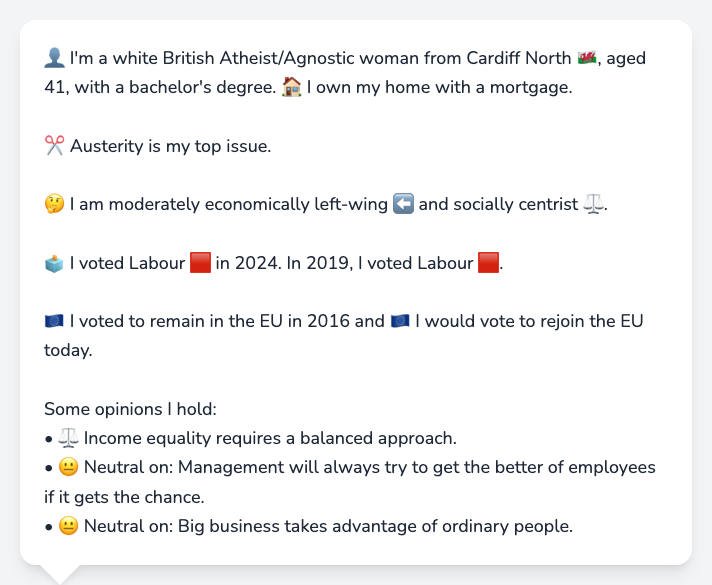 👤 I'm a white British Atheist/Agnostic woman from Cardiff North 🏴󠁧󠁢󠁷󠁬󠁳󠁿, aged
41, with a bachelor's degree. 🏠 I own my home with a mortgage.
✂️ Austerity is my top issue.
🤔 I am moderately economically left-wing ⬅️ and socially centrist ⚖️.
🗳️ I voted Labour 🟥 in 2024. In 2019, I voted Labour 🟥.
🇪🇺 I voted to remain in the EU in 2016 and 🇪🇺 I would vote to rejoin the EU
today.
Some opinions I hold:
• ⚖️ Income equality requires a balanced approach.
• 😐 Neutral on: Management will always try to get the better of employees
if it gets the chance.
• 😐 Neutral on: Big business takes advantage of ordinary people.